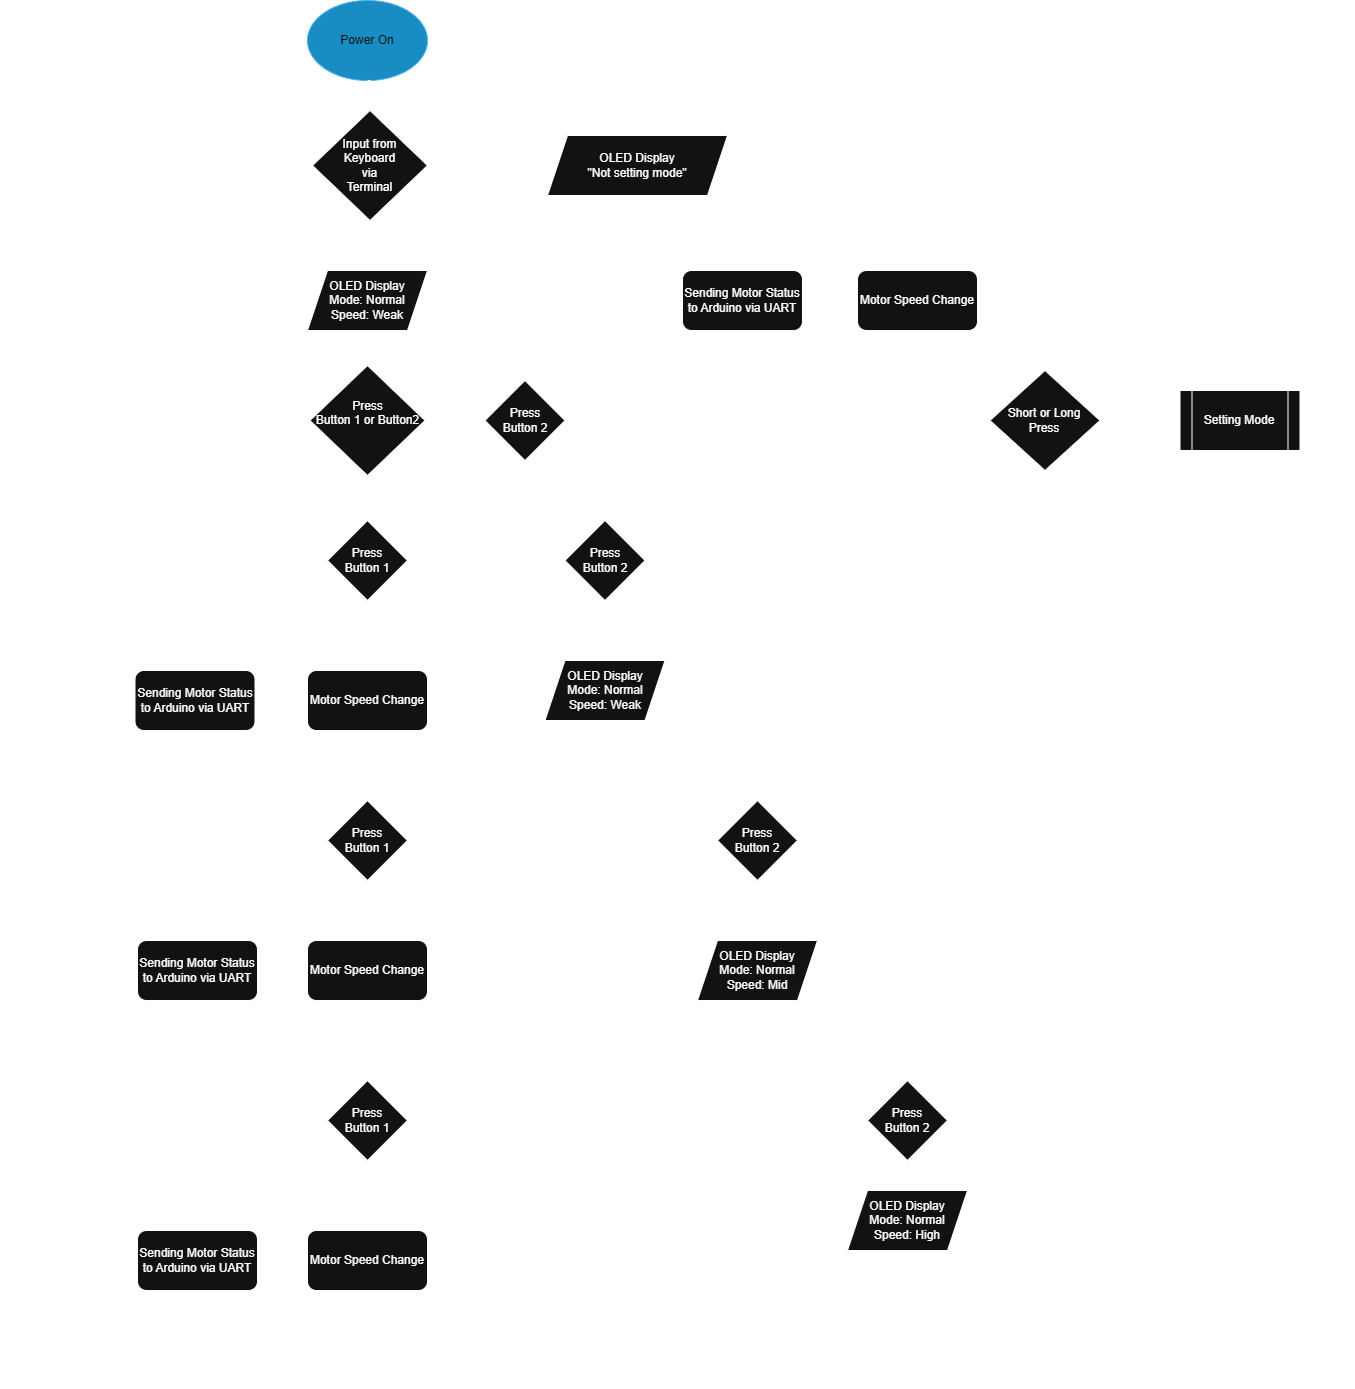 Power On
Input from
Keyboard
via
Terminal
OLED Display
"Not setting mode"
OLED Display
Mode: Normal
Speed: Weak
Sending Motor Status
to Arduino via UART
Motor Speed Change
Press
Button 1 or Button2
Press
Button 2
Short or Long
Press
Setting Mode
Press
Button 1
Press
Button 2
Sending Motor Status
to Arduino via UART
Motor Speed Change
OLED Display
Mode: Normal
Speed: Weak
Press
Button 1
Press
Button 2
Sending Motor Status
to Arduino via UART
Motor Speed Change
OLED Display
Mode: Normal
Speed: Mid
Press
Button 1
Press
Button 2
OLED Display
Mode: Normal
Speed: High
Sending Motor Status
to Arduino via UART
Motor Speed Change